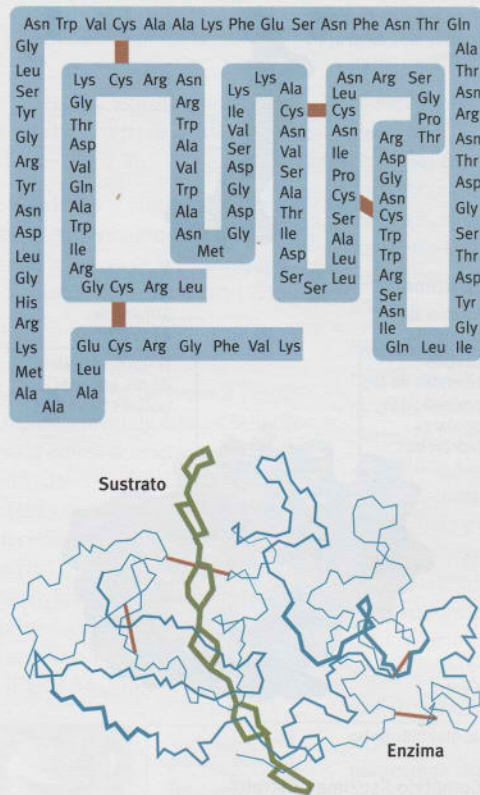 Asn Trp Val Cys Ala Ala Lys Phe Glu Ser Asn Phe Asn Thr Gln
Gly
Leu
Ser
Tyr
Gly
Arg
Tyr
Asn
Asp
Leu
Gly
His
Arg
Lys
Met
Ala
Ala
Ala
Leu
Glu Cys Arg Gly Phe Val Lys
Lys Cys Arg Asn
Gly
Thr
Asp
Val
Gln
Ala
Trp
Ile
Arg
Gly Cys Arg Leu
Arg
Trp
Ala
Val
Trp
Ala
Asn
Met
Lys
Lys
Ile
Val
Ser
Asp
Gly
Asp
Gly
Ala
Cys
Asn
Val
Ser
Ala
Thr
Ile
Asp
Ser
Ser
Asn Arg Ser
Leu
Cys
Asn
Ile
Pro
Cys
Ser
Ala
Leu
Leu
Gly
Pro
Thr
Arg
Asp
Gly
Asn
Cys
Trp
Trp
Arg
Ser
Asn
Ile
Gln Leu Ile
Ala
Thr
Asn
Arg
Asn
Thr
Asp
Gly
Ser
Thr
Asp
Tyr
Gly
Sustrato
Enzima